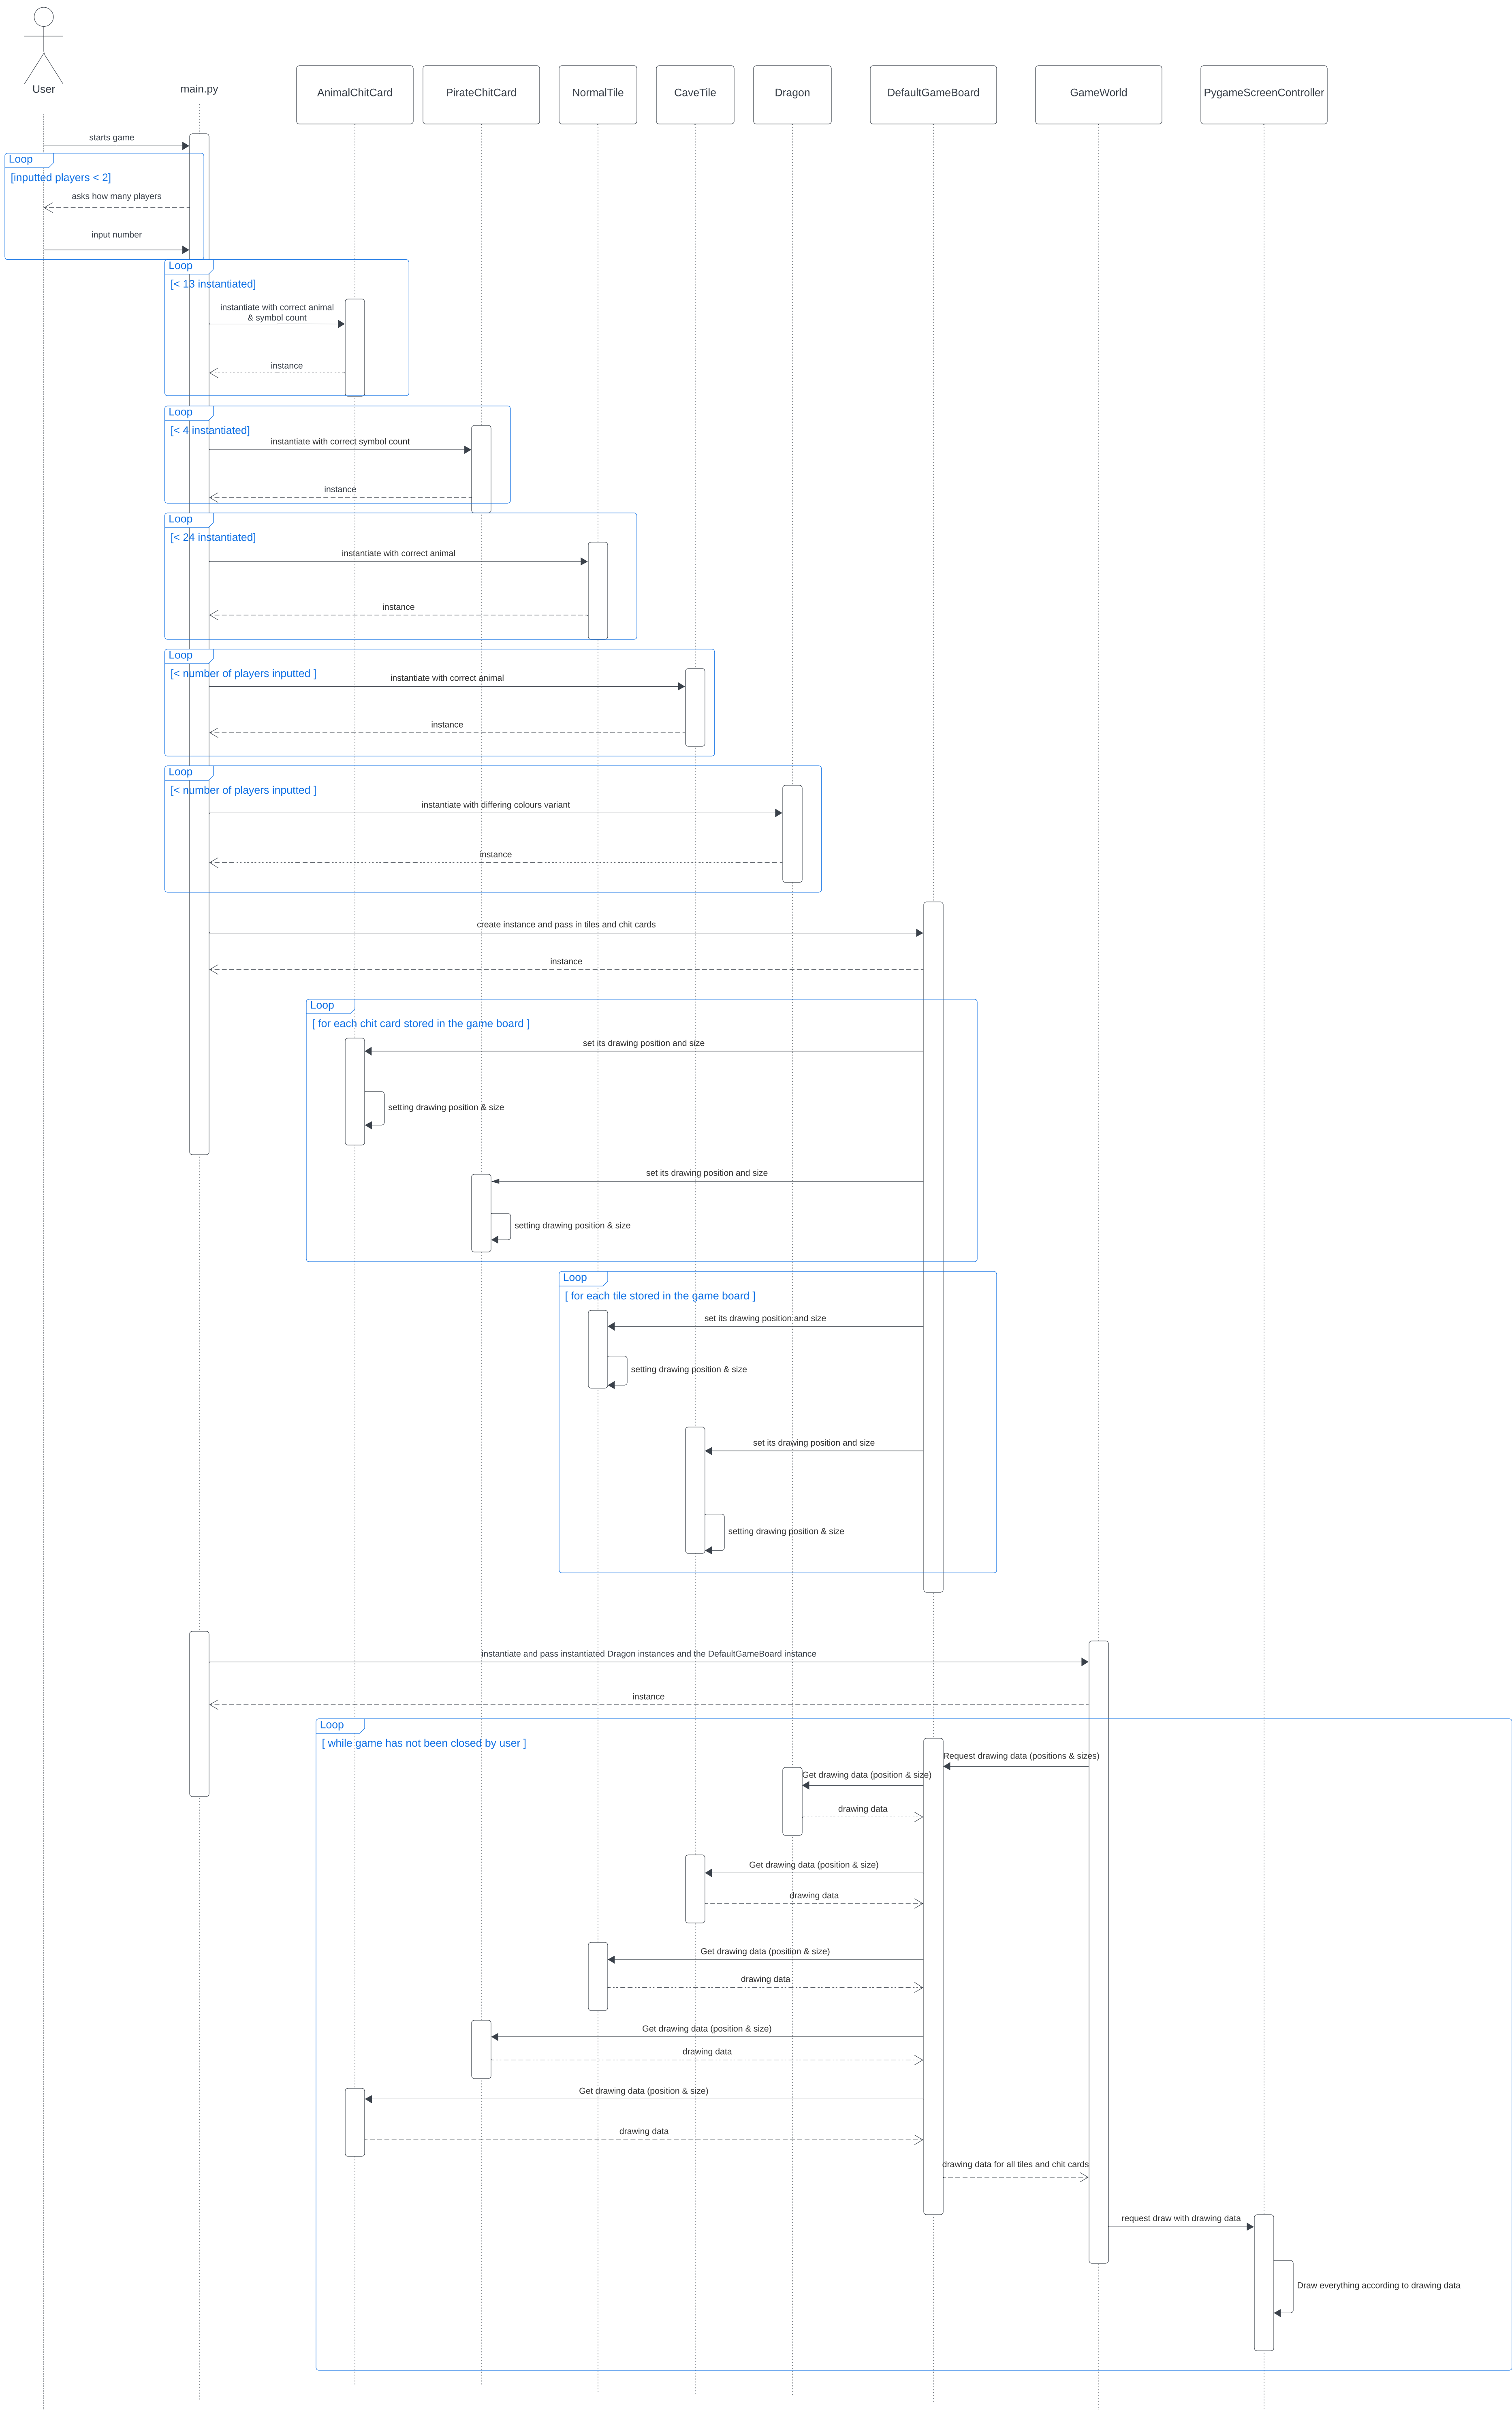 User
main.py
AnimalChitCard
PirateChitCard
NormalTile
CaveTile
Dragon
DefaultGameBoard
GameWorld
PygameScreenController
starts game
Loop
[inputted players < 2]
asks how many players
input number
Loop
[< 13 instantiated]
instantiate with correct animal
& symbol count
instance
Loop
[< 4 instantiated]
instantiate with correct symbol count
instance
Loop
[< 24 instantiated]
instantiate with correct animal
instance
Loop
[< number of players inputted ]
instantiate with correct animal
instance
Loop
[< number of players inputted ]
instantiate with differing colours variant
instance
create instance and pass in tiles and chit cards
instance
Loop
[ for each chit card stored in the game board ]
set its drawing position and size
setting drawing position & size
set its drawing position and size
setting drawing position & size
Loop
[ for each tile stored in the game board ]
set its drawing position and size
setting drawing position & size
set its drawing position and size
setting drawing position & size
instantiate and pass instantiated Dragon instances and the DefaultGameBoard instance
instance
Loop
[ while game has not been closed by user ]
Request drawing data (positions & sizes)
Get drawing data (position & size)
drawing data
Get drawing data (position & size)
drawing data
Get drawing data (position & size)
drawing data
Get drawing data (position & size)
drawing data
Get drawing data (position & size)
drawing data
drawing data for all tiles and chit cards
request draw with drawing data
Draw everything according to drawing data